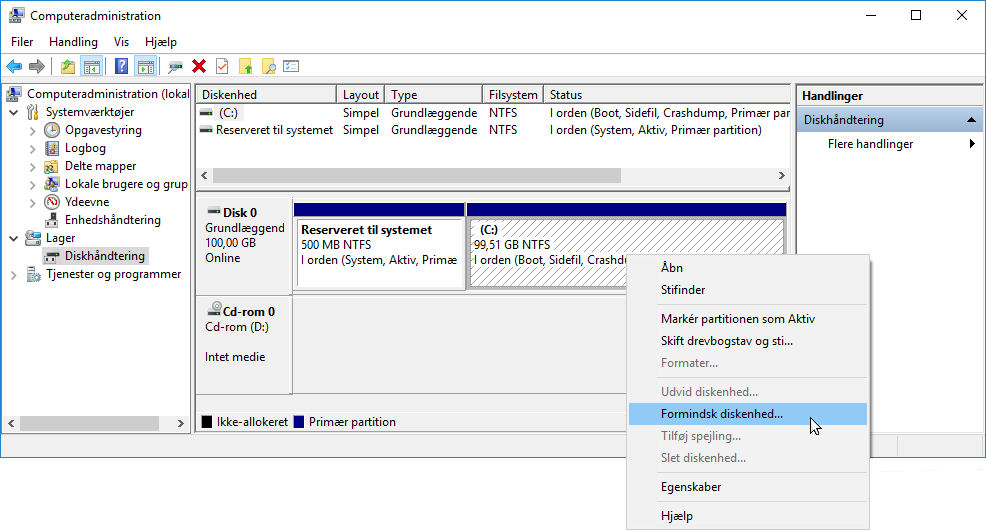 Computeradministration
Filer Handling Vis Hjælp
Computeradministration (lokal
Systemværktøjer
Opgavestyring
Logbog
Delte mapper
Lokale brugere og grupp
Ydeevne
Enhedshåndtering
Lager
Diskhåndtering
Tjenester og programmer
Diskenhed Layout Type Filsystem Status
(C:) Simpel Grundlæggende NTFS I orden (Boot, Sidefil, Crashdump, Primær par
Reserveret til systemet Simpel Grundlæggende NTFS I orden (System, Aktiv, Primær partition)
Disk 0
Grundlæggend
100,00 GB
Online
Reserveret til systemet
500 MB NTFS
I orden (System, Aktiv, Primæ
(C:)
99,51 GB NTFS
I orden (Boot, Sidefil, Crashdu
Cd-rom 0
Cd-rom (D:)
Intet medie
Ikke-allokeret Primær partition
Handlinger
Diskhåndtering
Flere handlinger
Åbn
Stifinder
Markér partitionen som Aktiv
Skift drevbogstav og sti...
Formater...
Udvid diskenhed...
Formindsk diskenhed...
Tilføj spejling...
Slet diskenhed...
Egenskaber
Hjælp